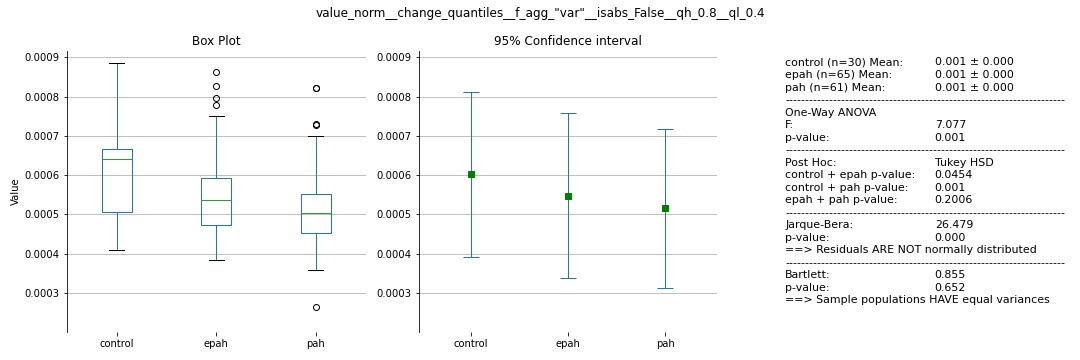 value_norm__change_quantiles__f_agg_"var"__isabs_False__qh_0.8__ql_0.4
Box Plot
Value
0.0009
0.0008
0.0007
0.0006
0.0005
0.0004
0.0003
control epah pah
95% Confidence interval
0.0009
0.0008
0.0007
0.0006
0.0005
0.0004
0.0003
control epah pah
control (n=30) Mean: 0.001 ± 0.000
epah (n=65) Mean: 0.001 ± 0.000
pah (n=61) Mean: 0.001 ± 0.000
One-Way ANOVA
F: 7.077
p-value: 0.001
Post Hoc: Tukey HSD
control + epah p-value: 0.0454
control + pah p-value: 0.001
epah + pah p-value: 0.2006
Jarque-Bera: 26.479
p-value: 0.000
==> Residuals ARE NOT normally distributed
Bartlett: 0.855
p-value: 0.652
==> Sample populations HAVE equal variances